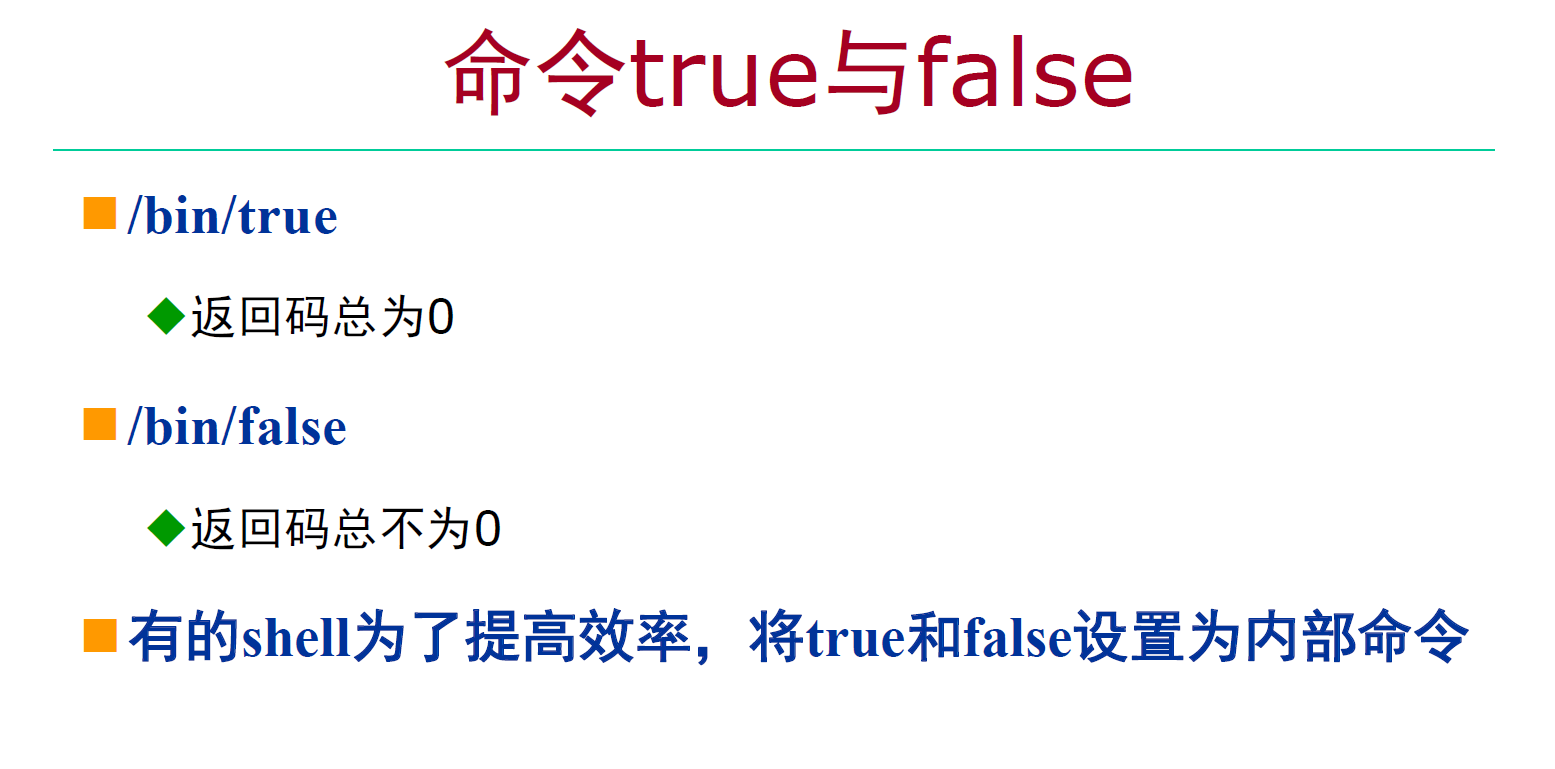 命令true与false
/bin/true
返回码总为0
/bin/false
返回码总不为0
有的shell为了提高效率，将true和false设置为内部命令